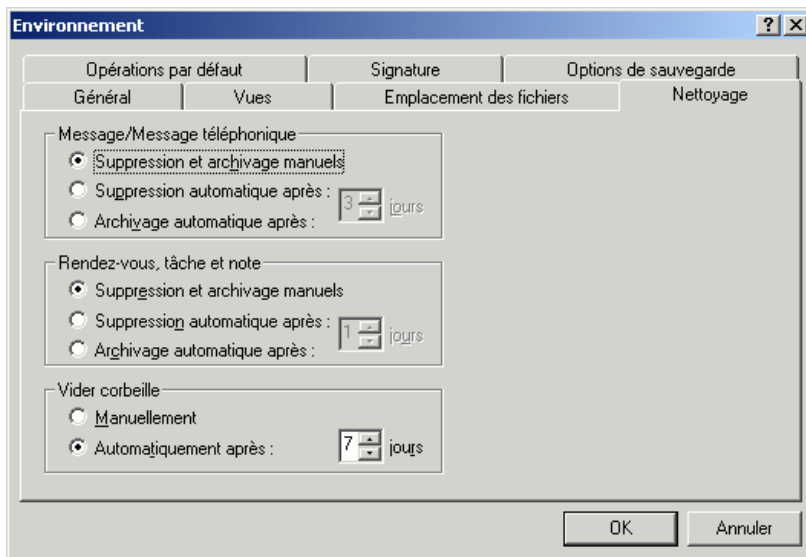 Environnement
Opérations par défaut Signature Options de sauvegarde
Général Vues Emplacement des fichiers Nettoyage
Message/Message téléphonique
Suppression et archivage manuels
Suppression automatique après :
3 jours
Archivage automatique après :
Rendez-vous, tâche et note
Suppression et archivage manuels
Suppression automatique après :
1 jours
Archivage automatique après :
Vider corbeille
Manuellement
Automatiquement après : 7 jours
OK Annuler